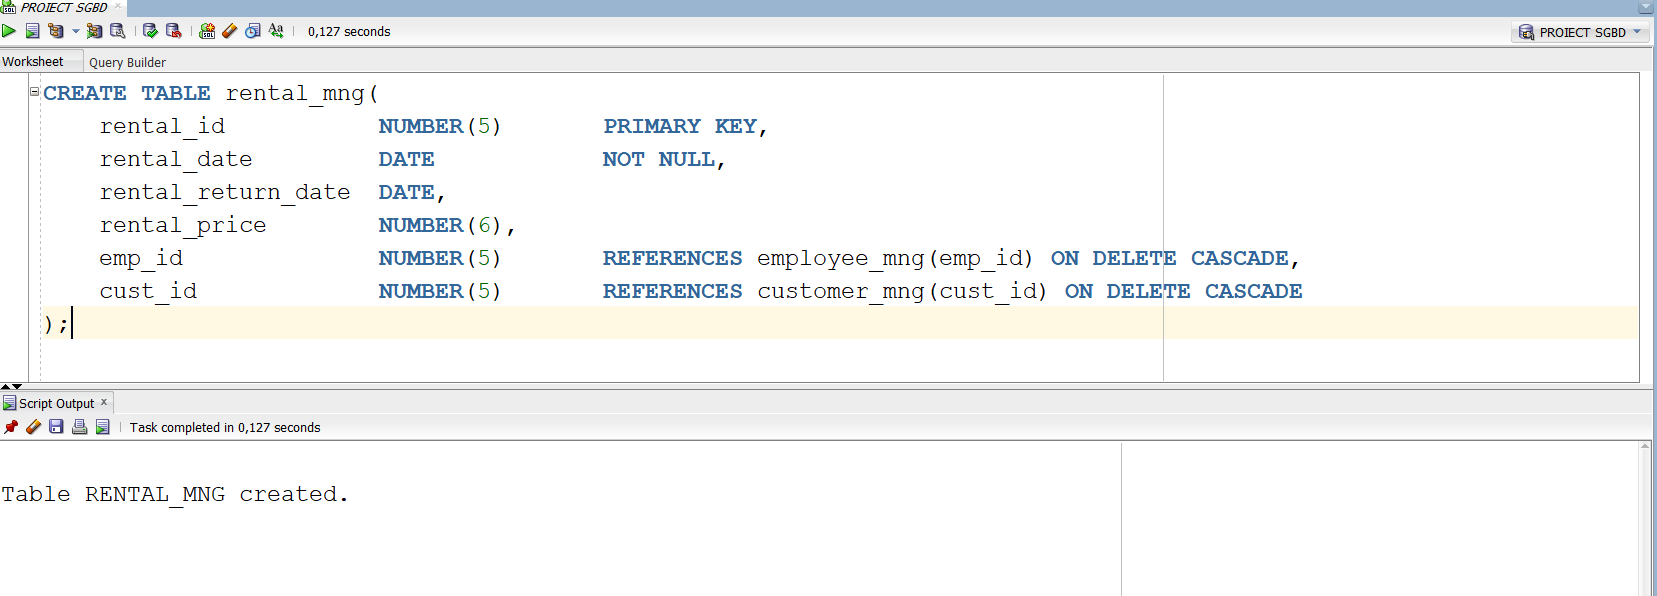 PROIECT SGBD
0,127 seconds
PROIECT SGBD
Worksheet Query Builder
CREATE TABLE rental_mng(
    rental_id           NUMBER(5)       PRIMARY KEY,
    rental_date         DATE            NOT NULL,
    rental_return_date  DATE,
    rental_price        NUMBER(6),
    emp_id              NUMBER(5)       REFERENCES employee_mng(emp_id) ON DELETE CASCADE,
    cust_id             NUMBER(5)       REFERENCES customer_mng(cust_id) ON DELETE CASCADE
);
Script Output
Task completed in 0,127 seconds
Table RENTAL_MNG created.